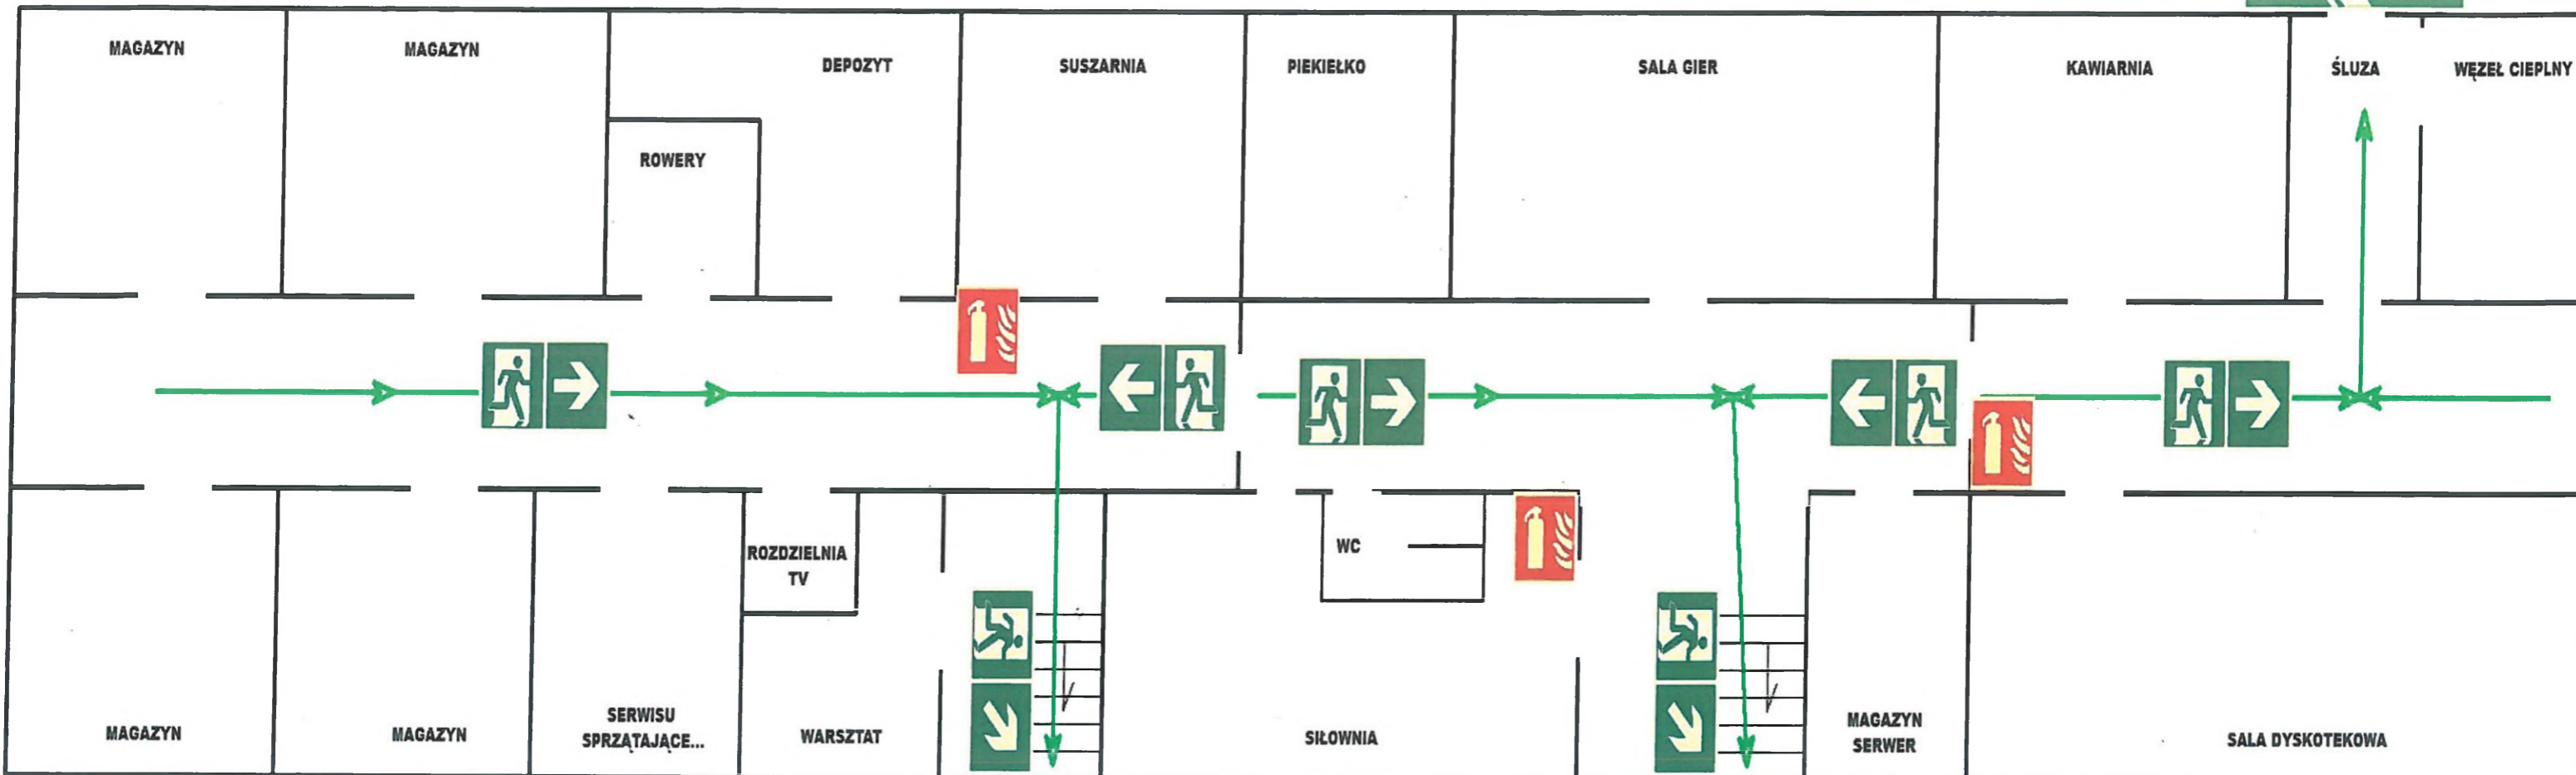 MAGAZYN
MAGAZYN
DEPOZYT
SUSZARNIA
PIEKIEŁKO
SALA GIER
KAWIARNIA
ŚLUZA
WĘZEŁ CIEPLNY
ROWERY
ROZDZIELNIA
TV
WC
MAGAZYN
MAGAZYN
SERWISU
SPRZĄTAJĄCE...
WARSZTAT
SIŁOWNIA
MAGAZYN
SERWER
SALA DYSKOTEKOWA